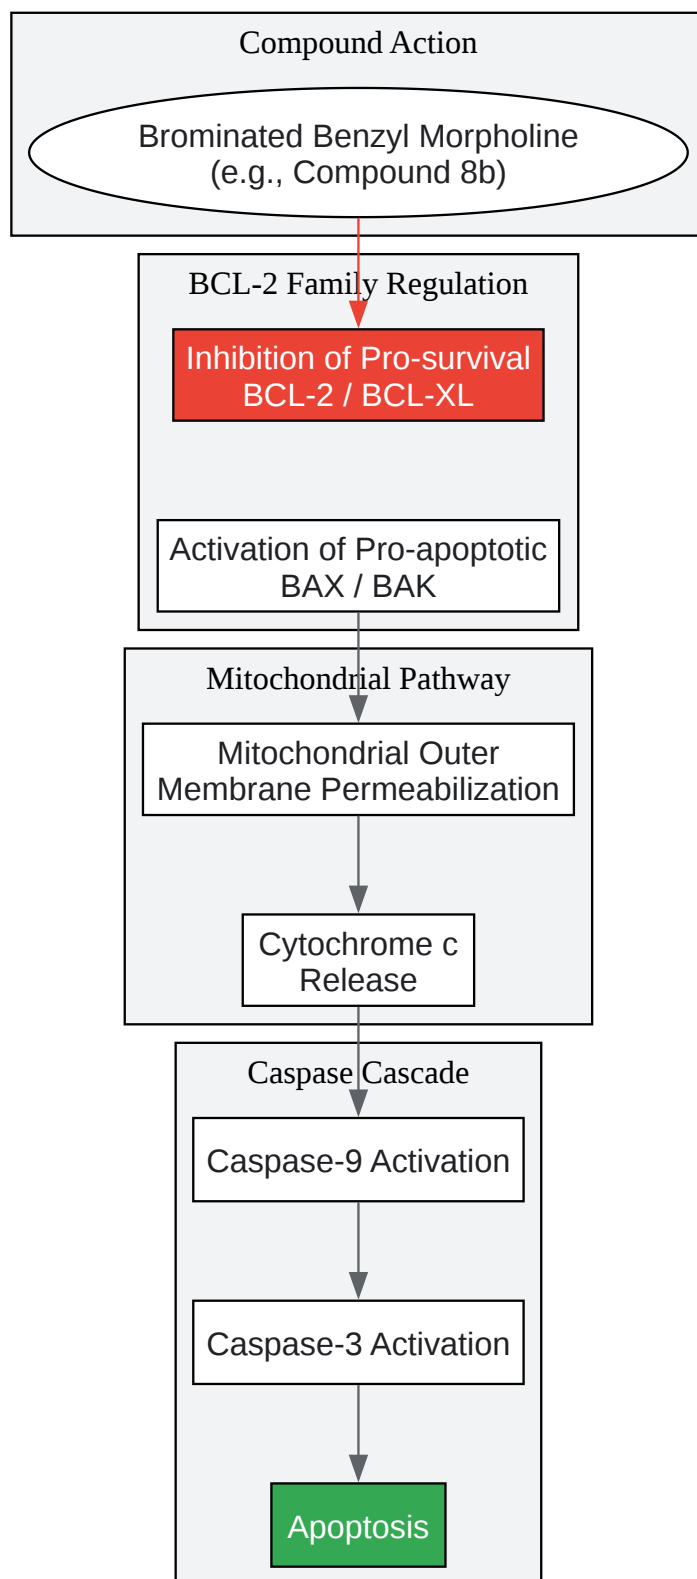 Compound Action
Brominated Benzyl Morpholine
(e.g., Compound 8b)
BCL-2 Family Regulation
Inhibition of Pro-survival
BCL-2 / BCL-XL
Activation of Pro-apoptotic
BAX / BAK
Mitochondrial Pathway
Mitochondrial Outer
Membrane Permeabilization
Cytochrome c
Release
Caspase Cascade
Caspase-9 Activation
Caspase-3 Activation
Apoptosis